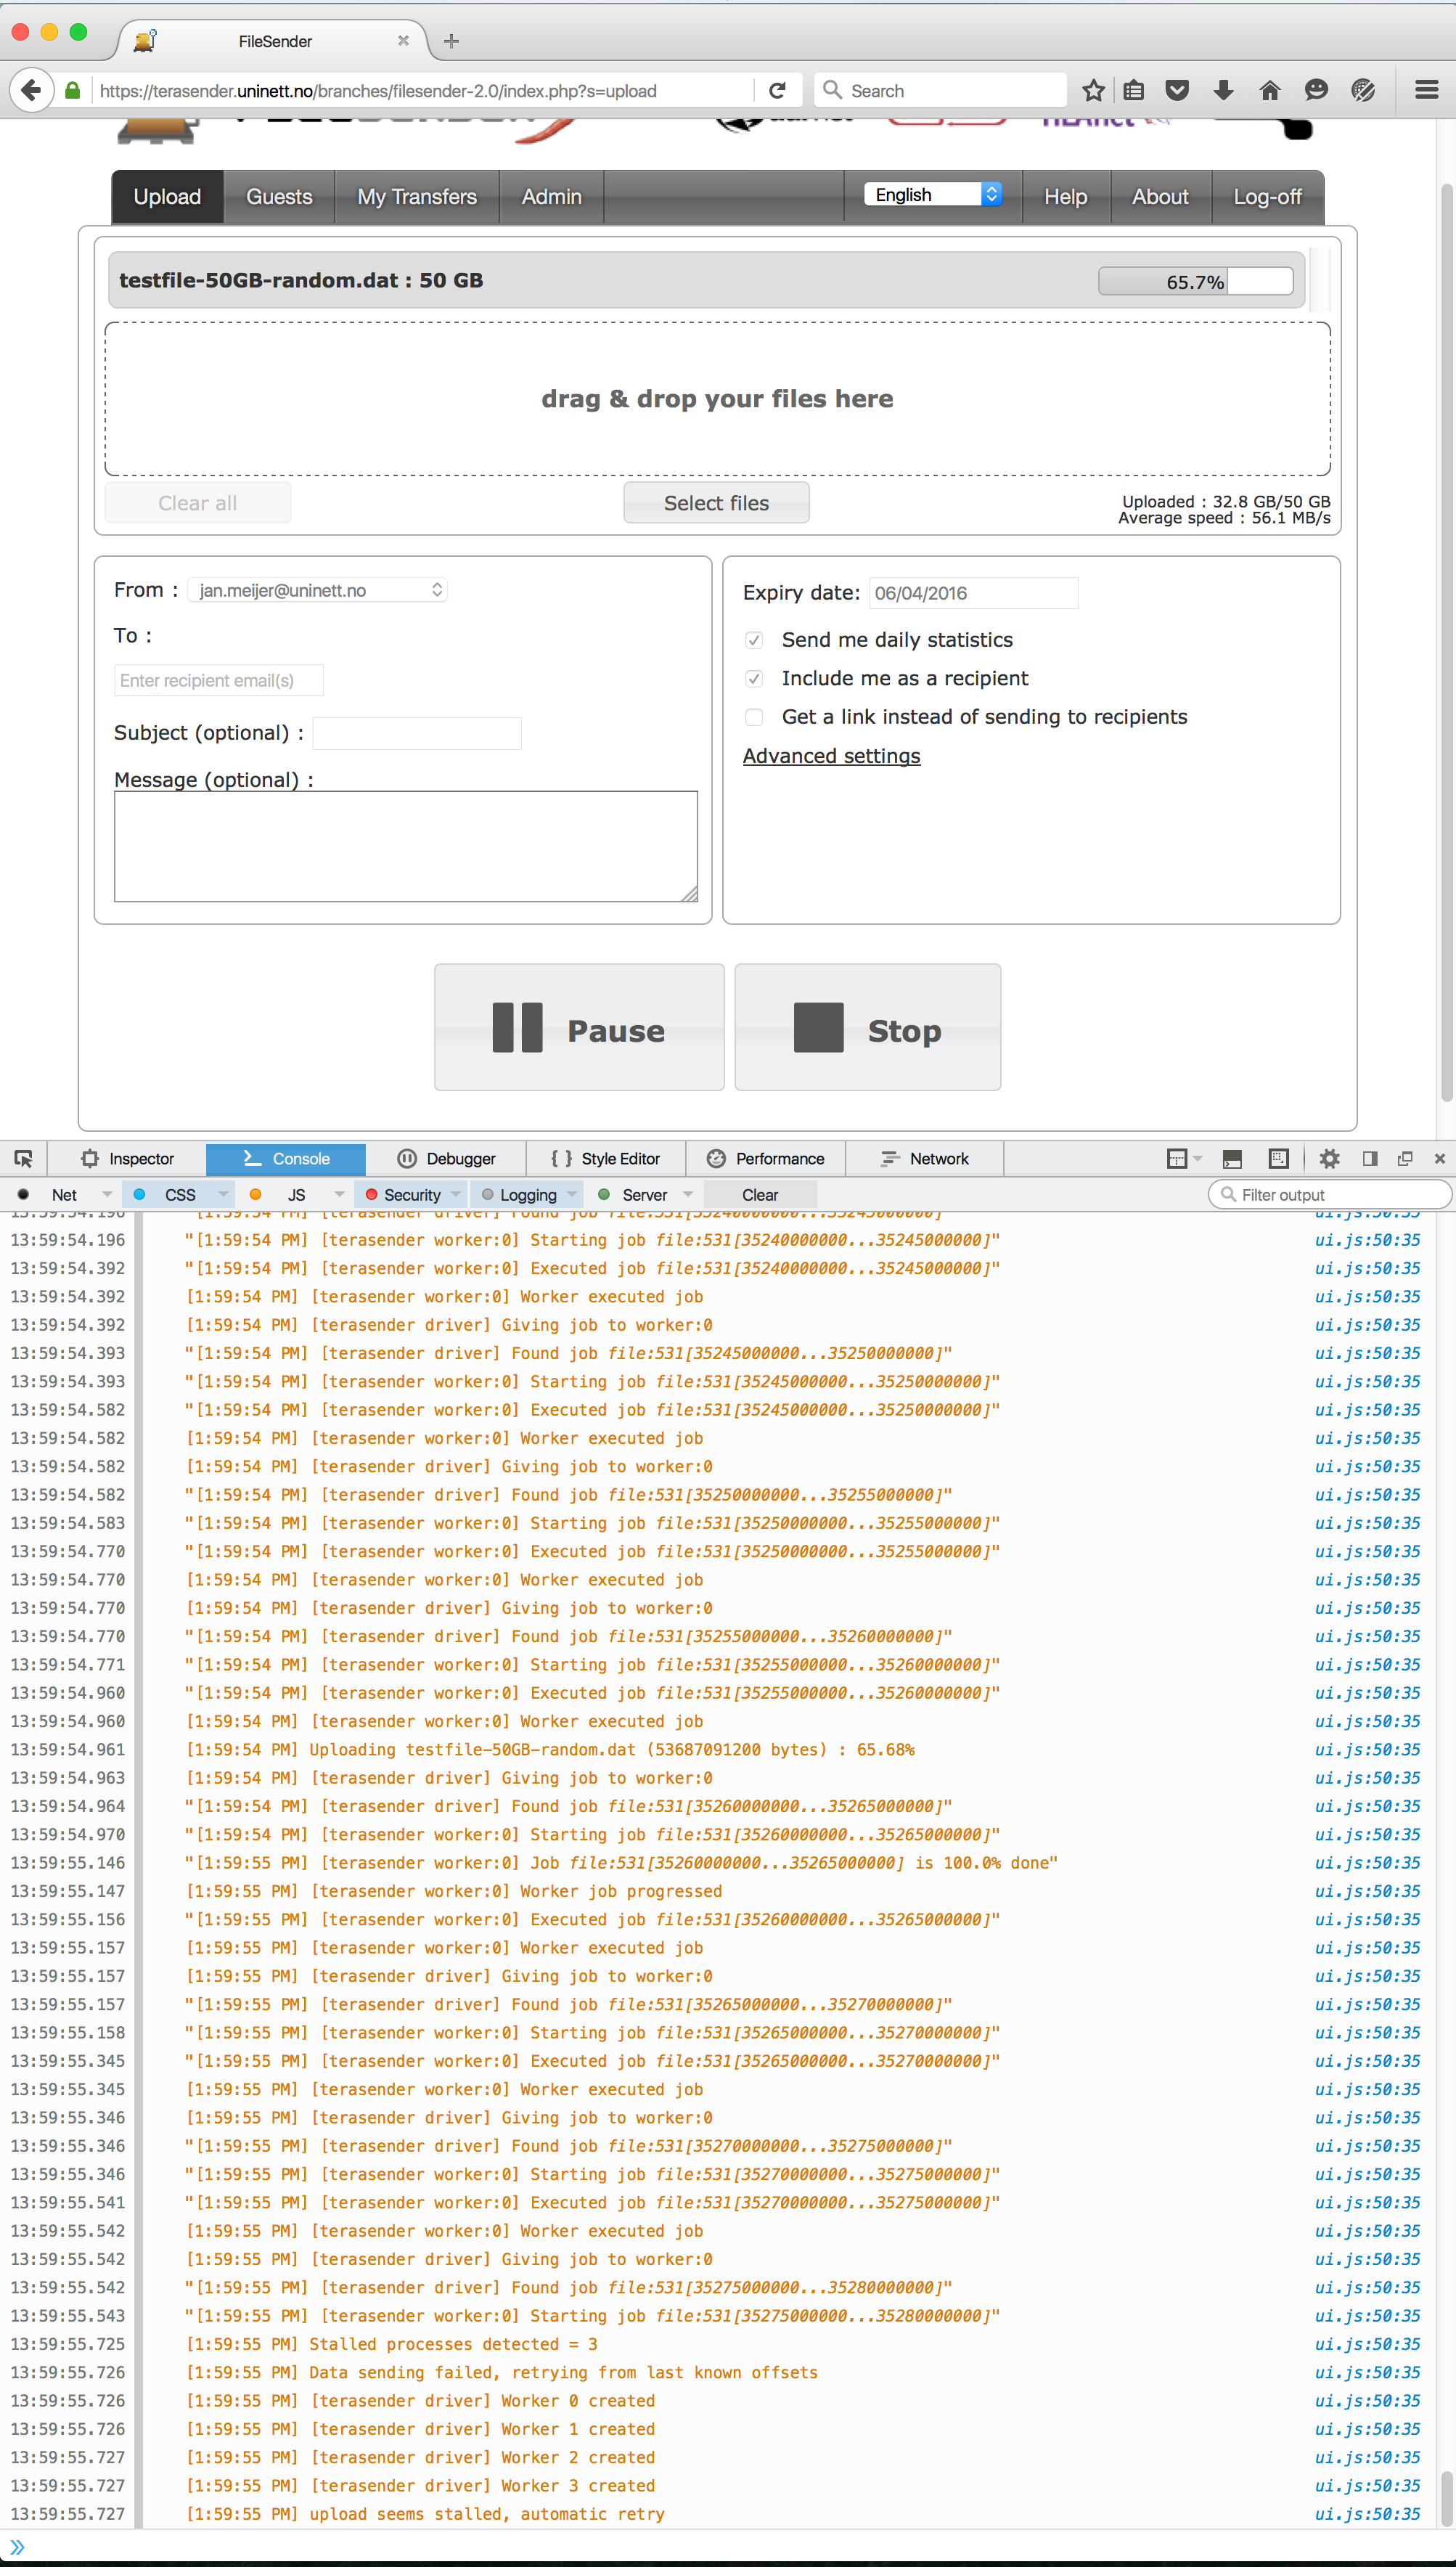 FileSender
https://terasender.uninett.no/branches/filesender-2.0/index.php?s=upload
Search
Upload Guests My Transfers Admin English Help About Log-off
testfile-50GB-random.dat : 50 GB 65.7%
drag & drop your files here
Clear all Select files Uploaded : 32.8 GB/50 GB
Average speed : 56.1 MB/s
From : jan.meijer@uninett.no
To :
Enter recipient email(s)
Subject (optional) :
Message (optional) :
Expiry date: 06/04/2016
Send me daily statistics
Include me as a recipient
Get a link instead of sending to recipients
Advanced settings
Pause Stop
Inspector Console Debugger Style Editor Performance Network
Net CSS JS Security Logging Server Clear Filter output
13:59:54.196 "[1:59:54 PM] [terasender driver] Found job file:531[35240000000...35245000000]" ui.js:50:35
13:59:54.196 "[1:59:54 PM] [terasender worker:0] Starting job file:531[35240000000...35245000000]" ui.js:50:35
13:59:54.392 "[1:59:54 PM] [terasender worker:0] Executed job file:531[35240000000...35245000000]" ui.js:50:35
13:59:54.392 [1:59:54 PM] [terasender worker:0] Worker executed job ui.js:50:35
13:59:54.392 [1:59:54 PM] [terasender driver] Giving job to worker:0 ui.js:50:35
13:59:54.393 "[1:59:54 PM] [terasender driver] Found job file:531[35245000000...35250000000]" ui.js:50:35
13:59:54.393 "[1:59:54 PM] [terasender worker:0] Starting job file:531[35245000000...35250000000]" ui.js:50:35
13:59:54.582 "[1:59:54 PM] [terasender worker:0] Executed job file:531[35245000000...35250000000]" ui.js:50:35
13:59:54.582 [1:59:54 PM] [terasender worker:0] Worker executed job ui.js:50:35
13:59:54.582 [1:59:54 PM] [terasender driver] Giving job to worker:0 ui.js:50:35
13:59:54.582 "[1:59:54 PM] [terasender driver] Found job file:531[35250000000...35255000000]" ui.js:50:35
13:59:54.583 "[1:59:54 PM] [terasender worker:0] Starting job file:531[35250000000...35255000000]" ui.js:50:35
13:59:54.770 "[1:59:54 PM] [terasender worker:0] Executed job file:531[35250000000...35255000000]" ui.js:50:35
13:59:54.770 [1:59:54 PM] [terasender worker:0] Worker executed job ui.js:50:35
13:59:54.770 [1:59:54 PM] [terasender driver] Giving job to worker:0 ui.js:50:35
13:59:54.770 "[1:59:54 PM] [terasender driver] Found job file:531[35255000000...35260000000]" ui.js:50:35
13:59:54.771 "[1:59:54 PM] [terasender worker:0] Starting job file:531[35255000000...35260000000]" ui.js:50:35
13:59:54.960 "[1:59:54 PM] [terasender worker:0] Executed job file:531[35255000000...35260000000]" ui.js:50:35
13:59:54.960 [1:59:54 PM] [terasender worker:0] Worker executed job ui.js:50:35
13:59:54.961 [1:59:54 PM] Uploading testfile-50GB-random.dat (53687091200 bytes) : 65.68% ui.js:50:35
13:59:54.963 [1:59:54 PM] [terasender driver] Giving job to worker:0 ui.js:50:35
13:59:54.964 "[1:59:54 PM] [terasender driver] Found job file:531[35260000000...35265000000]" ui.js:50:35
13:59:54.970 "[1:59:54 PM] [terasender worker:0] Starting job file:531[35260000000...35265000000]" ui.js:50:35
13:59:55.146 "[1:59:55 PM] [terasender worker:0] Job file:531[35260000000...35265000000] is 100.0% done" ui.js:50:35
13:59:55.147 [1:59:55 PM] [terasender worker:0] Worker job progressed ui.js:50:35
13:59:55.156 "[1:59:55 PM] [terasender worker:0] Executed job file:531[35260000000...35265000000]" ui.js:50:35
13:59:55.157 [1:59:55 PM] [terasender worker:0] Worker executed job ui.js:50:35
13:59:55.157 [1:59:55 PM] [terasender driver] Giving job to worker:0 ui.js:50:35
13:59:55.157 "[1:59:55 PM] [terasender driver] Found job file:531[35265000000...35270000000]" ui.js:50:35
13:59:55.158 "[1:59:55 PM] [terasender worker:0] Starting job file:531[35265000000...35270000000]" ui.js:50:35
13:59:55.345 "[1:59:55 PM] [terasender worker:0] Executed job file:531[35265000000...35270000000]" ui.js:50:35
13:59:55.345 [1:59:55 PM] [terasender worker:0] Worker executed job ui.js:50:35
13:59:55.346 [1:59:55 PM] [terasender driver] Giving job to worker:0 ui.js:50:35
13:59:55.346 "[1:59:55 PM] [terasender driver] Found job file:531[35270000000...35275000000]" ui.js:50:35
13:59:55.346 "[1:59:55 PM] [terasender worker:0] Starting job file:531[35270000000...35275000000]" ui.js:50:35
13:59:55.541 "[1:59:55 PM] [terasender worker:0] Executed job file:531[35270000000...35275000000]" ui.js:50:35
13:59:55.542 [1:59:55 PM] [terasender worker:0] Worker executed job ui.js:50:35
13:59:55.542 [1:59:55 PM] [terasender driver] Giving job to worker:0 ui.js:50:35
13:59:55.542 "[1:59:55 PM] [terasender driver] Found job file:531[35275000000...35280000000]" ui.js:50:35
13:59:55.543 "[1:59:55 PM] [terasender worker:0] Starting job file:531[35275000000...35280000000]" ui.js:50:35
13:59:55.725 [1:59:55 PM] Stalled processes detected = 3 ui.js:50:35
13:59:55.726 [1:59:55 PM] Data sending failed, retrying from last known offsets ui.js:50:35
13:59:55.726 [1:59:55 PM] [terasender driver] Worker 0 created ui.js:50:35
13:59:55.726 [1:59:55 PM] [terasender driver] Worker 1 created ui.js:50:35
13:59:55.727 [1:59:55 PM] [terasender driver] Worker 2 created ui.js:50:35
13:59:55.727 [1:59:55 PM] [terasender driver] Worker 3 created ui.js:50:35
13:59:55.727 [1:59:55 PM] upload seems stalled, automatic retry ui.js:50:35